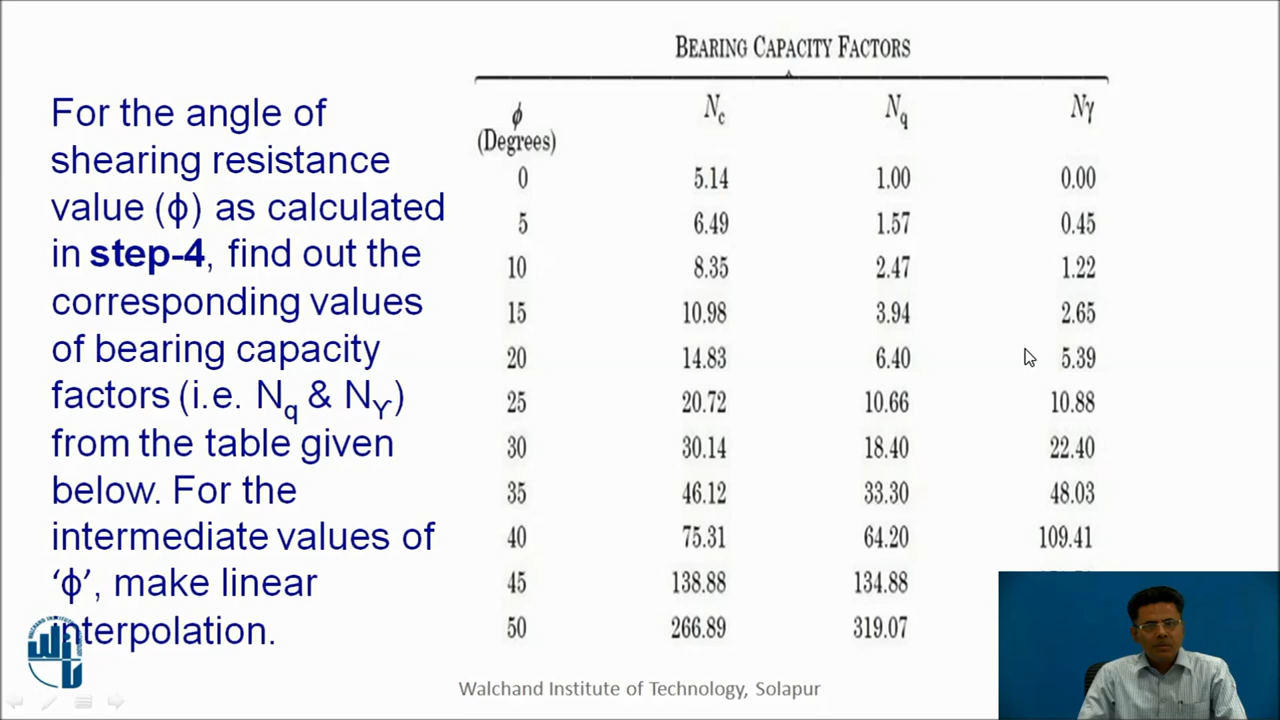 BEARING CAPACITY FACTORS
For the angle of
shearing resistance
value (ϕ) as calculated
in step-4, find out the
corresponding values
of bearing capacity
factors (i.e. Nq & Nϒ)
from the table given
below. For the
intermediate values of
‘ϕ’, make linear
interpolation.
ϕ Nc Nq Nγ
(Degrees)
0 5.14 1.00 0.00
5 6.49 1.57 0.45
10 8.35 2.47 1.22
15 10.98 3.94 2.65
20 14.83 6.40 5.39
25 20.72 10.66 10.88
30 30.14 18.40 22.40
35 46.12 33.30 48.03
40 75.31 64.20 109.41
45 138.88 134.88
50 266.89 319.07
Walchand Institute of Technology, Solapur